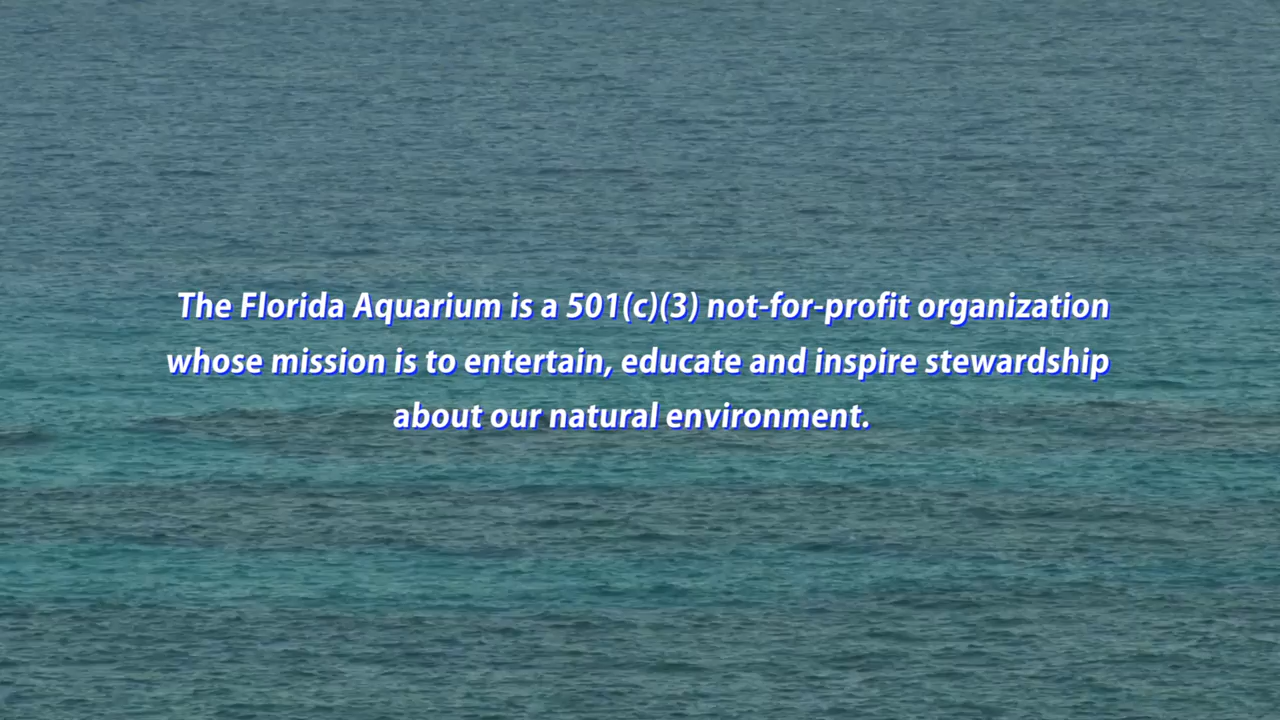 The Florida Aquarium is a 501(c)(3) not-for-profit organization
whose mission is to entertain, educate and inspire stewardship
about our natural environment.